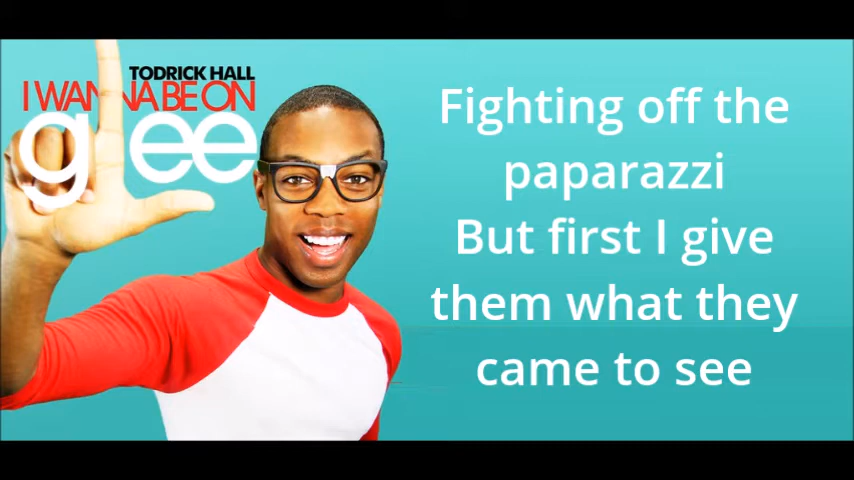 TODRICK HALL
I WANNA BE ON
glee
Fighting off the
paparazzi
But first I give
them what they
came to see